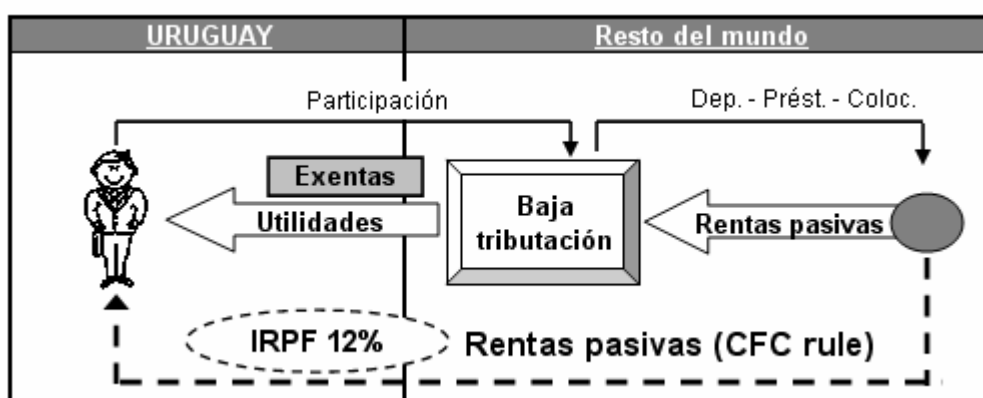 URUGUAY
Resto del mundo
Participación
Dep. - Prést. - Coloc.
Exentas
Utilidades
Baja
tributación
Rentas pasivas
IRPF 12%
Rentas pasivas (CFC rule)